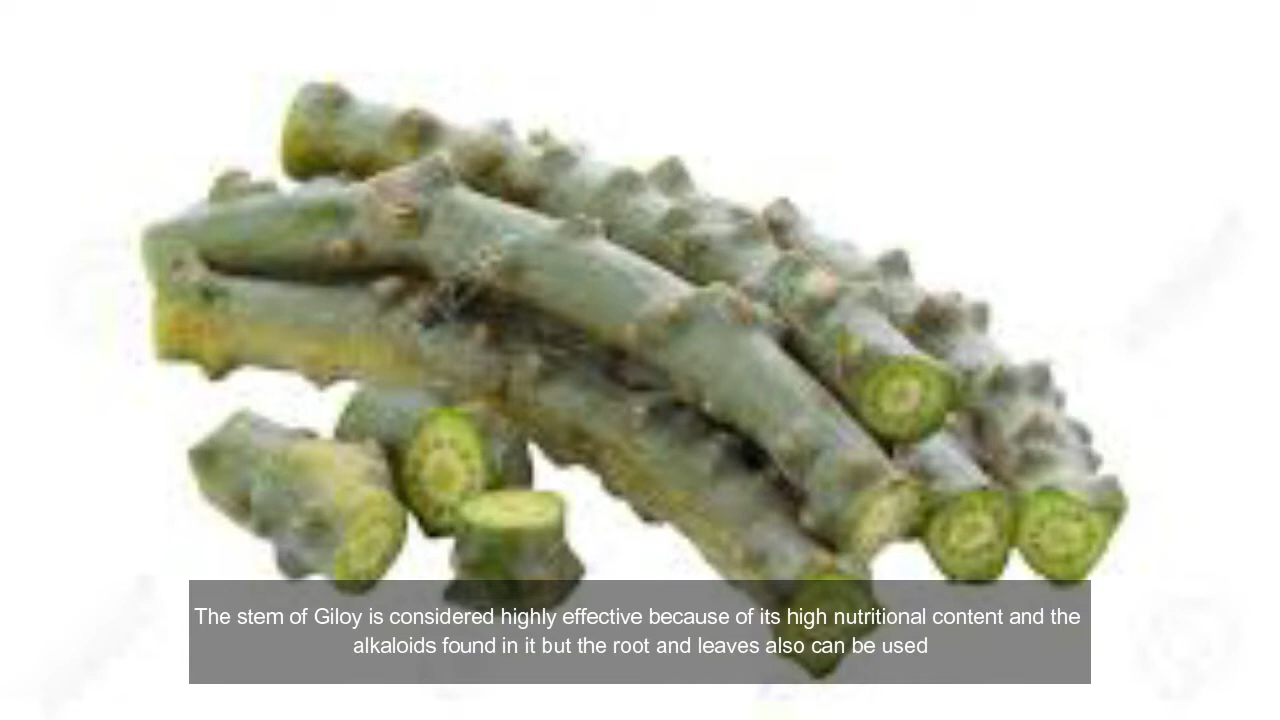 The stem of Giloy is considered highly effective because of its high nutritional content and the
alkaloids found in it but the root and leaves also can be used